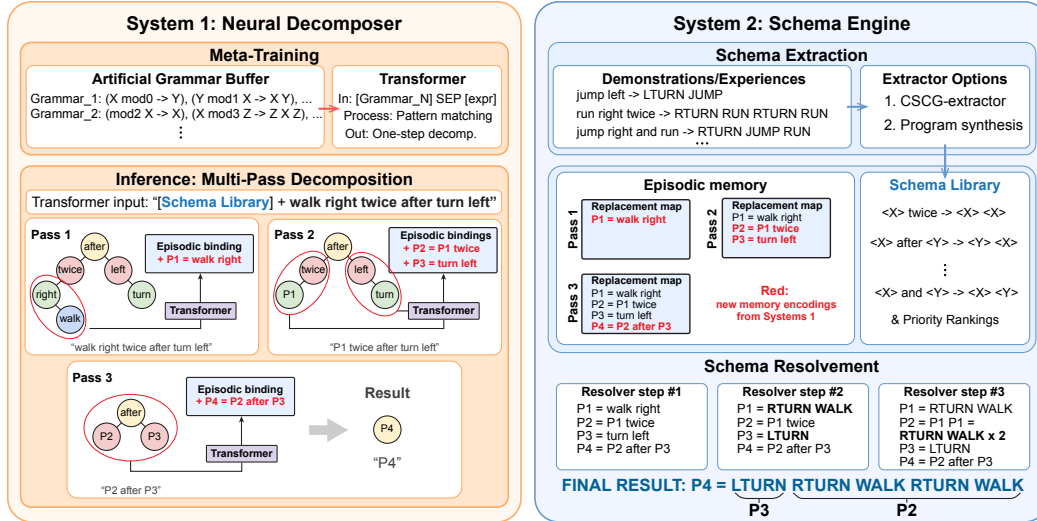 System 1: Neural Decomposer
Meta-Training
Artificial Grammar Buffer
Grammar_1: (X mod0 -> Y), (Y mod1 X -> X Y), ...
Grammar_2: (mod2 X -> X), (X mod3 Z -> Z X Z), ...
⋮
Transformer
In: [Grammar_N] SEP [expr]
Process: Pattern matching
Out: One-step decomp.
Inference: Multi-Pass Decomposition
Transformer input: "[Schema Library] + walk right twice after turn left"
Pass 1
after
twice
left
right
turn
walk
Episodic binding
+ P1 = walk right
Transformer
"walk right twice after turn left"
Pass 2
after
twice
left
P1
turn
Episodic bindings
+ P2 = P1 twice
+ P3 = turn left
Transformer
"P1 twice after turn left"
Pass 3
after
P2
P3
Episodic binding
+ P4 = P2 after P3
Transformer
"P2 after P3"
Result
P4
"P4"
System 2: Schema Engine
Schema Extraction
Demonstrations/Experiences
jump left -> LTURN JUMP
run right twice -> RTURN RUN RTURN RUN
jump right and run -> RTURN JUMP RUN
...
Extractor Options
1. CSCG-extractor
2. Program synthesis
Episodic memory
Pass 1
Replacement map
P1 = walk right
Pass 2
Replacement map
P1 = walk right
P2 = P1 twice
P3 = turn left
Pass 3
Replacement map
P1 = walk right
P2 = P1 twice
P3 = turn left
P4 = P2 after P3
Red:
new memory encodings
from Systems 1
Schema Library
<X> twice -> <X> <X>
<X> after <Y> -> <Y> <X>
⋮
<X> and <Y> -> <X> <Y>
& Priority Rankings
Schema Resolvement
Resolver step #1
P1 = walk right
P2 = P1 twice
P3 = turn left
P4 = P2 after P3
Resolver step #2
P1 = RTURN WALK
P2 = P1 twice
P3 = LTURN
P4 = P2 after P3
Resolver step #3
P1 = RTURN WALK
P2 = P1 P1 =
RTURN WALK x 2
P3 = LTURN
P4 = P2 after P3
FINAL RESULT: P4 = LTURN RTURN WALK RTURN WALK
P3
P2